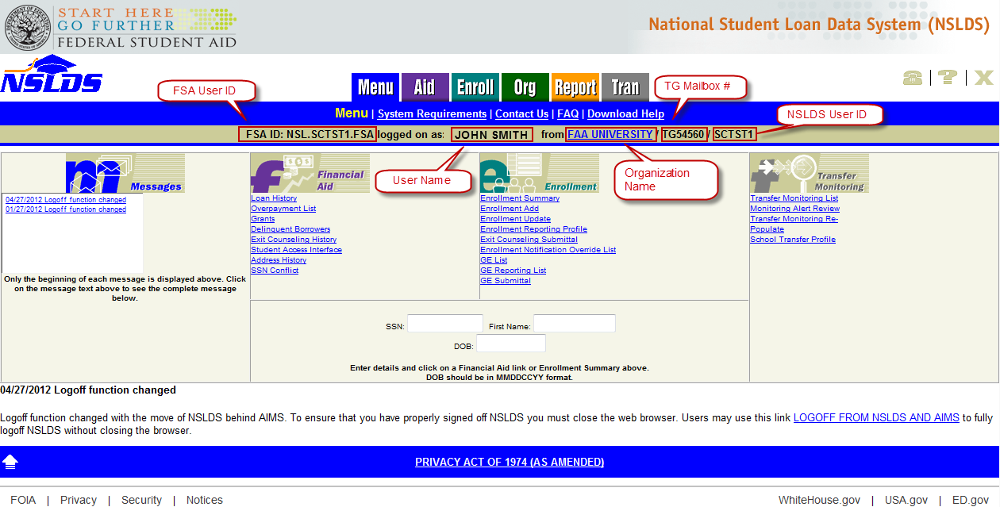 START HERE
GO FURTHER
FEDERAL STUDENT AID
National Student Loan Data System (NSLDS)
NSLDS
FSA User ID
Menu Aid Enroll Org Report Tran
TG Mailbox #
Menu | System Requirements | Contact Us | FAQ | Download Help
NSLDS User ID
FSA ID: NSL.SCTST1.FSA logged on as: JOHN SMITH from FAA UNIVERSITY / TG54560 / SCTST1
User Name
Organization
Name
Messages
04/27/2012 Logoff function changed
01/27/2012 Logoff function changed
Only the beginning of each message is displayed above. Click
on the message text above to see the complete message
below.
Financial
Aid
Loan History
Overpayment List
Grants
Delinquent Borrowers
Exit Counseling History
Student Access Interface
Address History
SSN Conflict
Enrollment
Enrollment Summary
Enrollment Add
Enrollment Update
Enrollment Reporting Profile
Exit Counseling Submittal
Enrollment Notification Override List
GE List
GE Reporting List
GE Submittal
Transfer
Monitoring
Transfer Monitoring List
Monitoring Alert Review
Transfer Monitoring Re-
Populate
School Transfer Profile
SSN: First Name:
DOB:
Enter details and click on a Financial Aid link or Enrollment Summary above.
DOB should be in MMDDCCYY format.
04/27/2012 Logoff function changed
Logoff function changed with the move of NSLDS behind AIMS. To ensure that you have properly signed off NSLDS you must close the web browser. Users may use this link LOGOFF FROM NSLDS AND AIMS to fully
logoff NSLDS without closing the browser.
PRIVACY ACT OF 1974 (AS AMENDED)
FOIA | Privacy | Security | Notices
WhiteHouse.gov | USA.gov | ED.gov